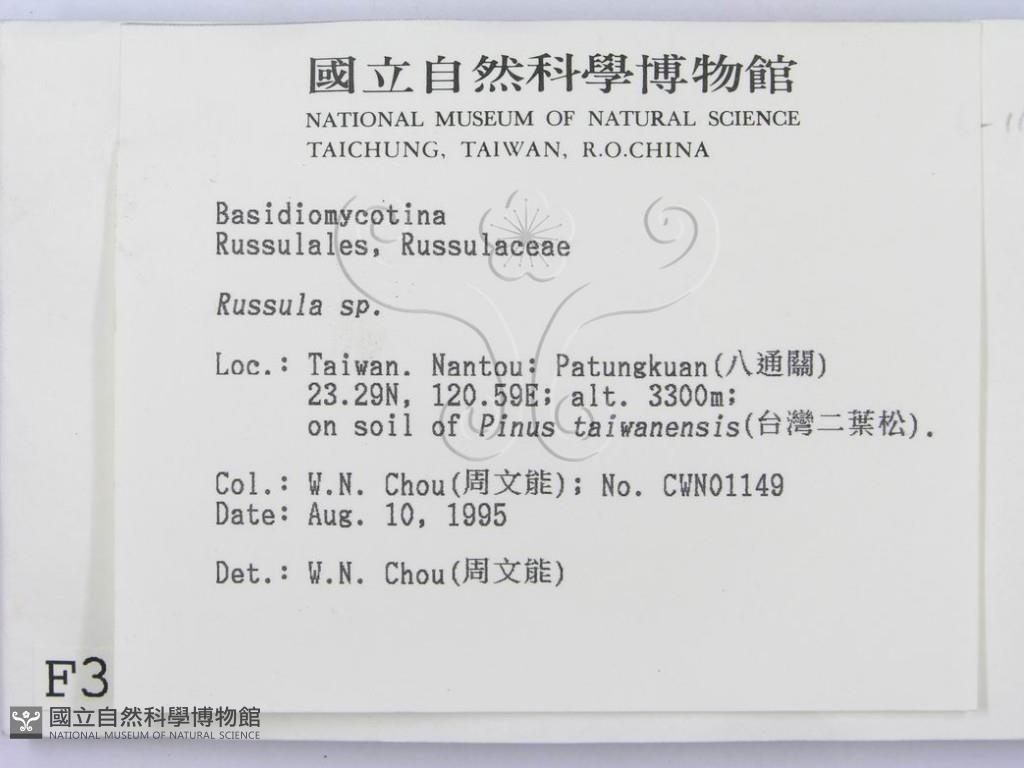 國立自然科學博物館
NATIONAL MUSEUM OF NATURAL SCIENCE
TAICHUNG, TAIWAN, R.O.CHINA
Basidiomycotina
Russulales, Russulaceae
Russula sp.
Loc.: Taiwan. Nantou: Patungkuan(八通關)
23.29N, 120.59E; alt. 3300m;
on soil of Pinus taiwanensis(台灣二葉松).
Col.: W.N. Chou(周文能); No. CWN01149
Date: Aug. 10, 1995
Det.: W.N. Chou(周文能)
F3
國立自然科學博物館
NATIONAL MUSEUM OF NATURAL SCIENCE